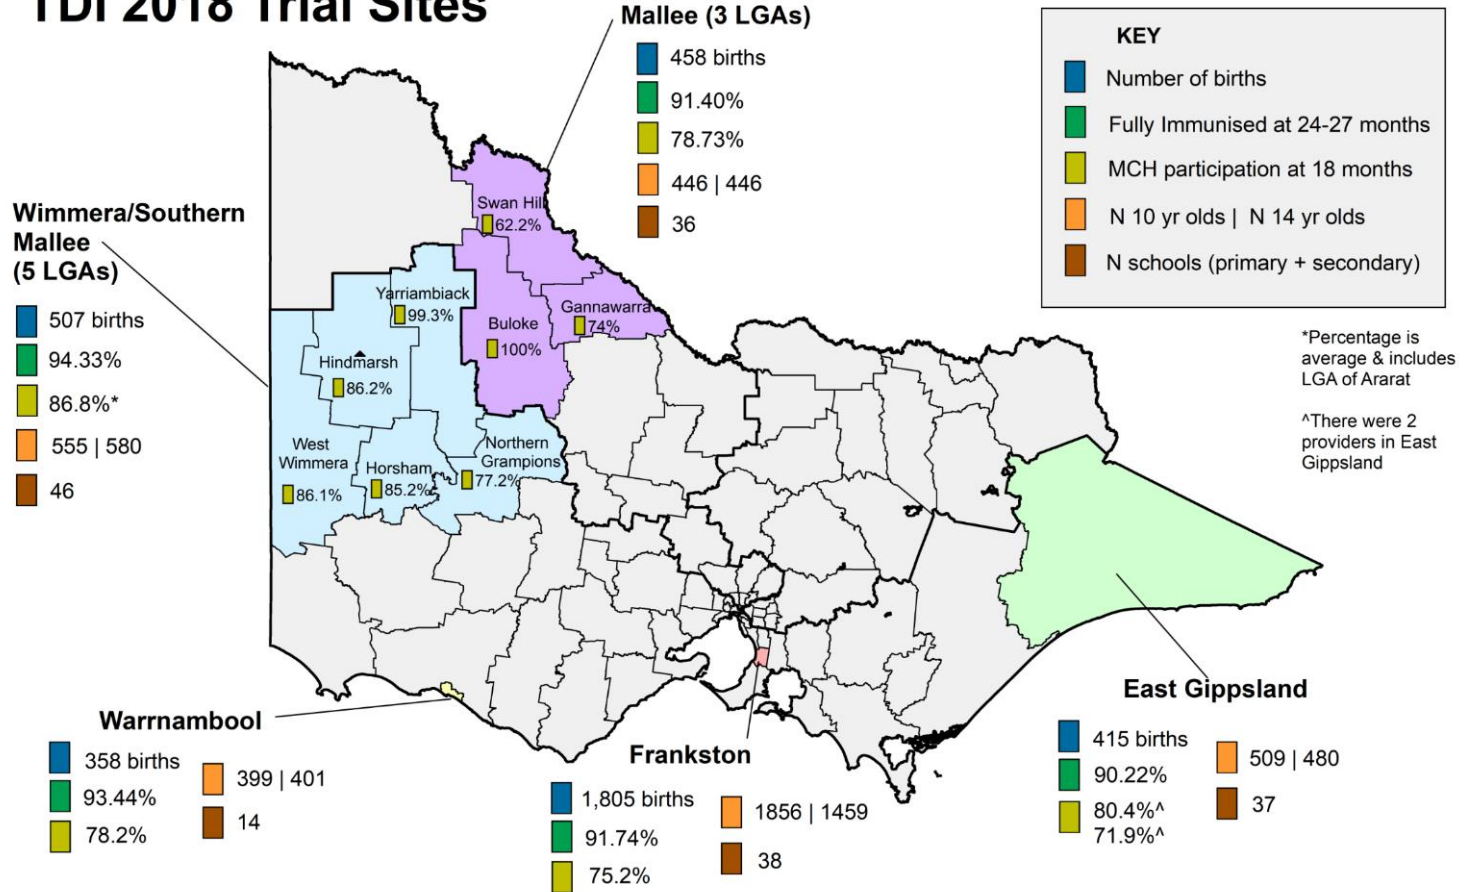 TDI 2018 Trial Sites
Mallee (3 LGAs)
458 births
91.40%
78.73%
446 | 446
36
KEY
Number of births
Fully Immunised at 24-27 months
MCH participation at 18 months
N 10 yr olds | N 14 yr olds
N schools (primary + secondary)
*Percentage is
average & includes
LGA of Ararat
^There were 2
providers in East
Gippsland
Wimmera/Southern
Mallee
(5 LGAs)
507 births
94.33%
86.8%*
555 | 580
46
Swan Hill
62.2%
Yarriambiack
99.3%
Gannawarra
74%
Buloke
100%
Hindmarsh
86.2%
West
Wimmera
86.1%
Horsham
85.2%
Northern
Grampions
77.2%
Warrnambool
358 births
93.44%
78.2%
399 | 401
14
Frankston
1,805 births
91.74%
75.2%
1856 | 1459
38
East Gippsland
415 births
90.22%
80.4%^
71.9%^
509 | 480
37